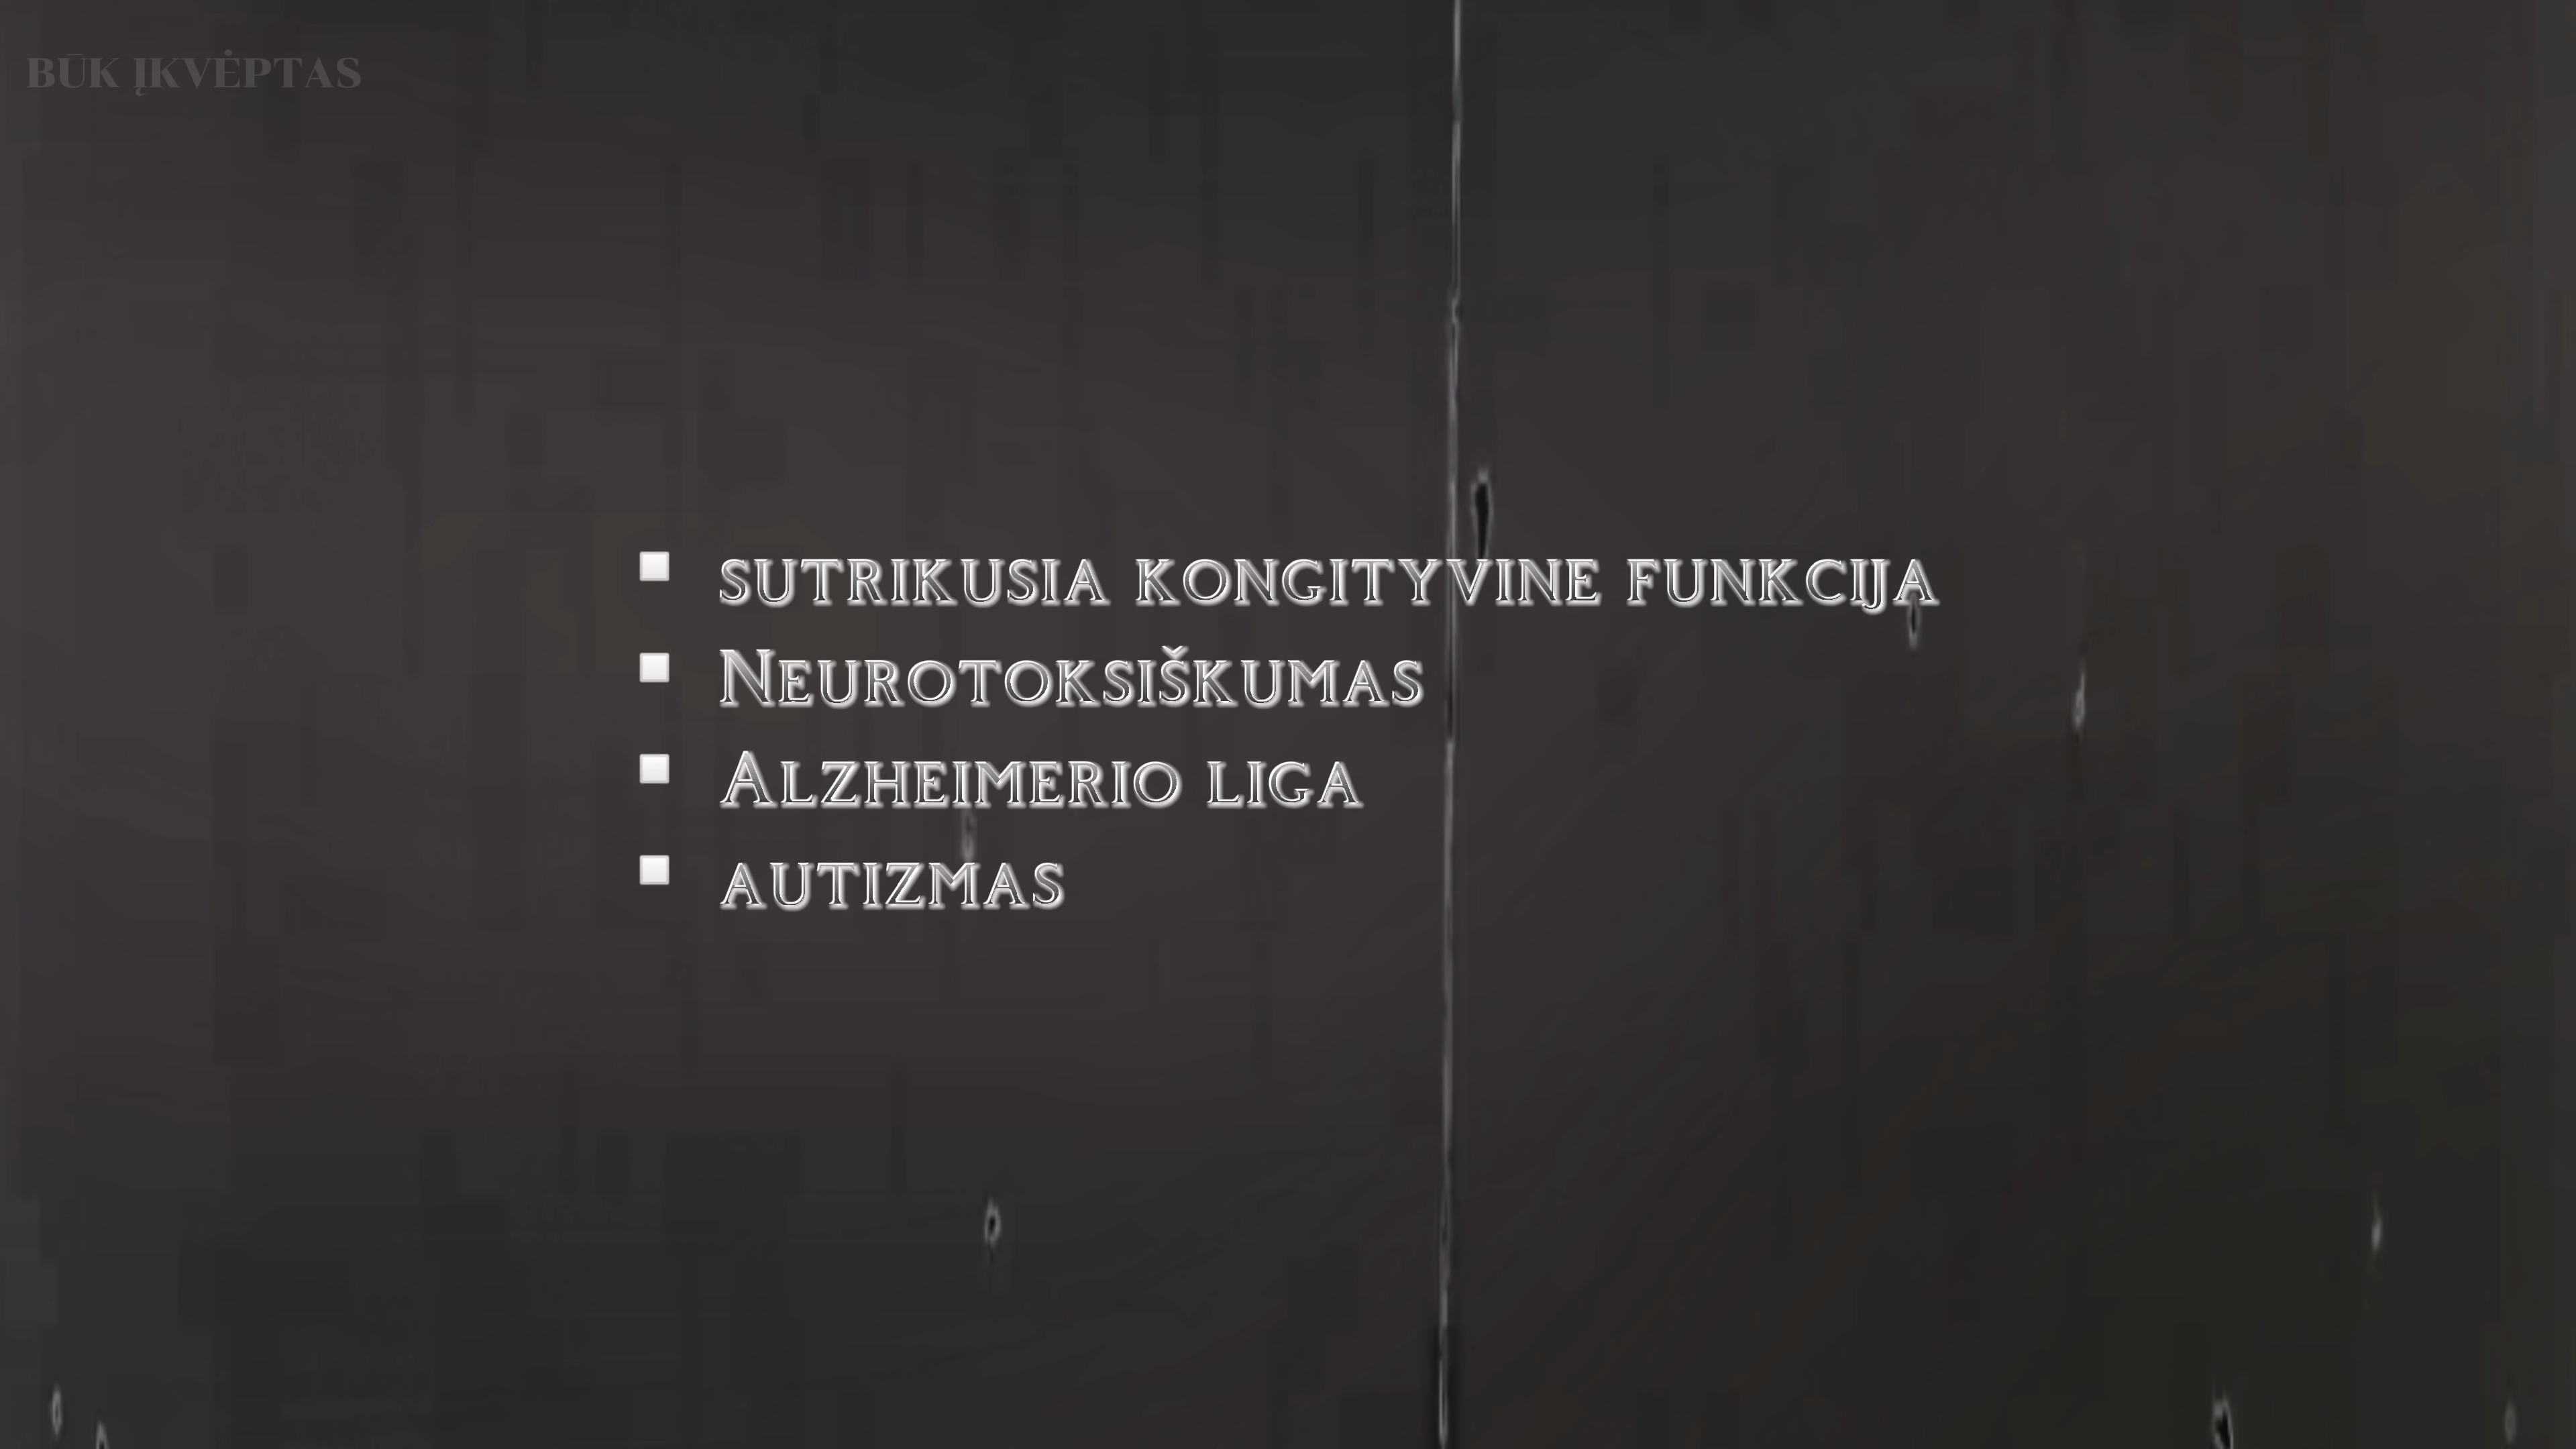 BŪK ĮKVĖPTAS
sutrikusia kongityvine funkcija
Neurotoksiškumas
Alzheimerio liga
autizmas